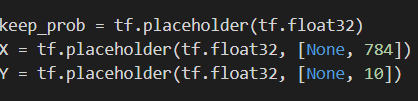 keep_prob = tf.placeholder(tf.float32)
X = tf.placeholder(tf.float32, [None, 784])
Y = tf.placeholder(tf.float32, [None, 10])